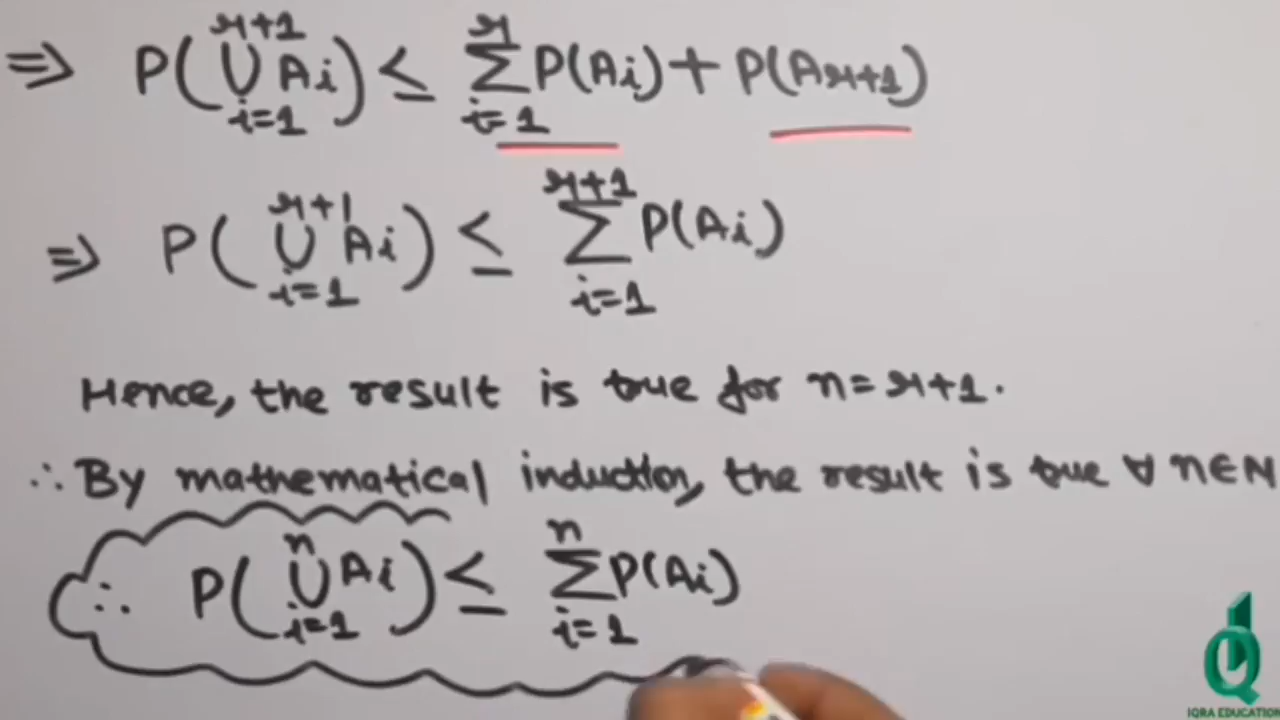 ⇒ P(⋃_{i=1}^{r+1} Ai) ≤ ∑_{i=1}^{r} P(Ai) + P(Ar+1)
⇒ P(⋃_{i=1}^{r+1} Ai) ≤ ∑_{i=1}^{r+1} P(Ai)
Hence, the result is true for n=r+1.
∴ By mathematical induction, the result is true ∀ n∈N
∴ P(⋃_{i=1}^{n} Ai) ≤ ∑_{i=1}^{n} P(Ai)
IQRA EDUCATION